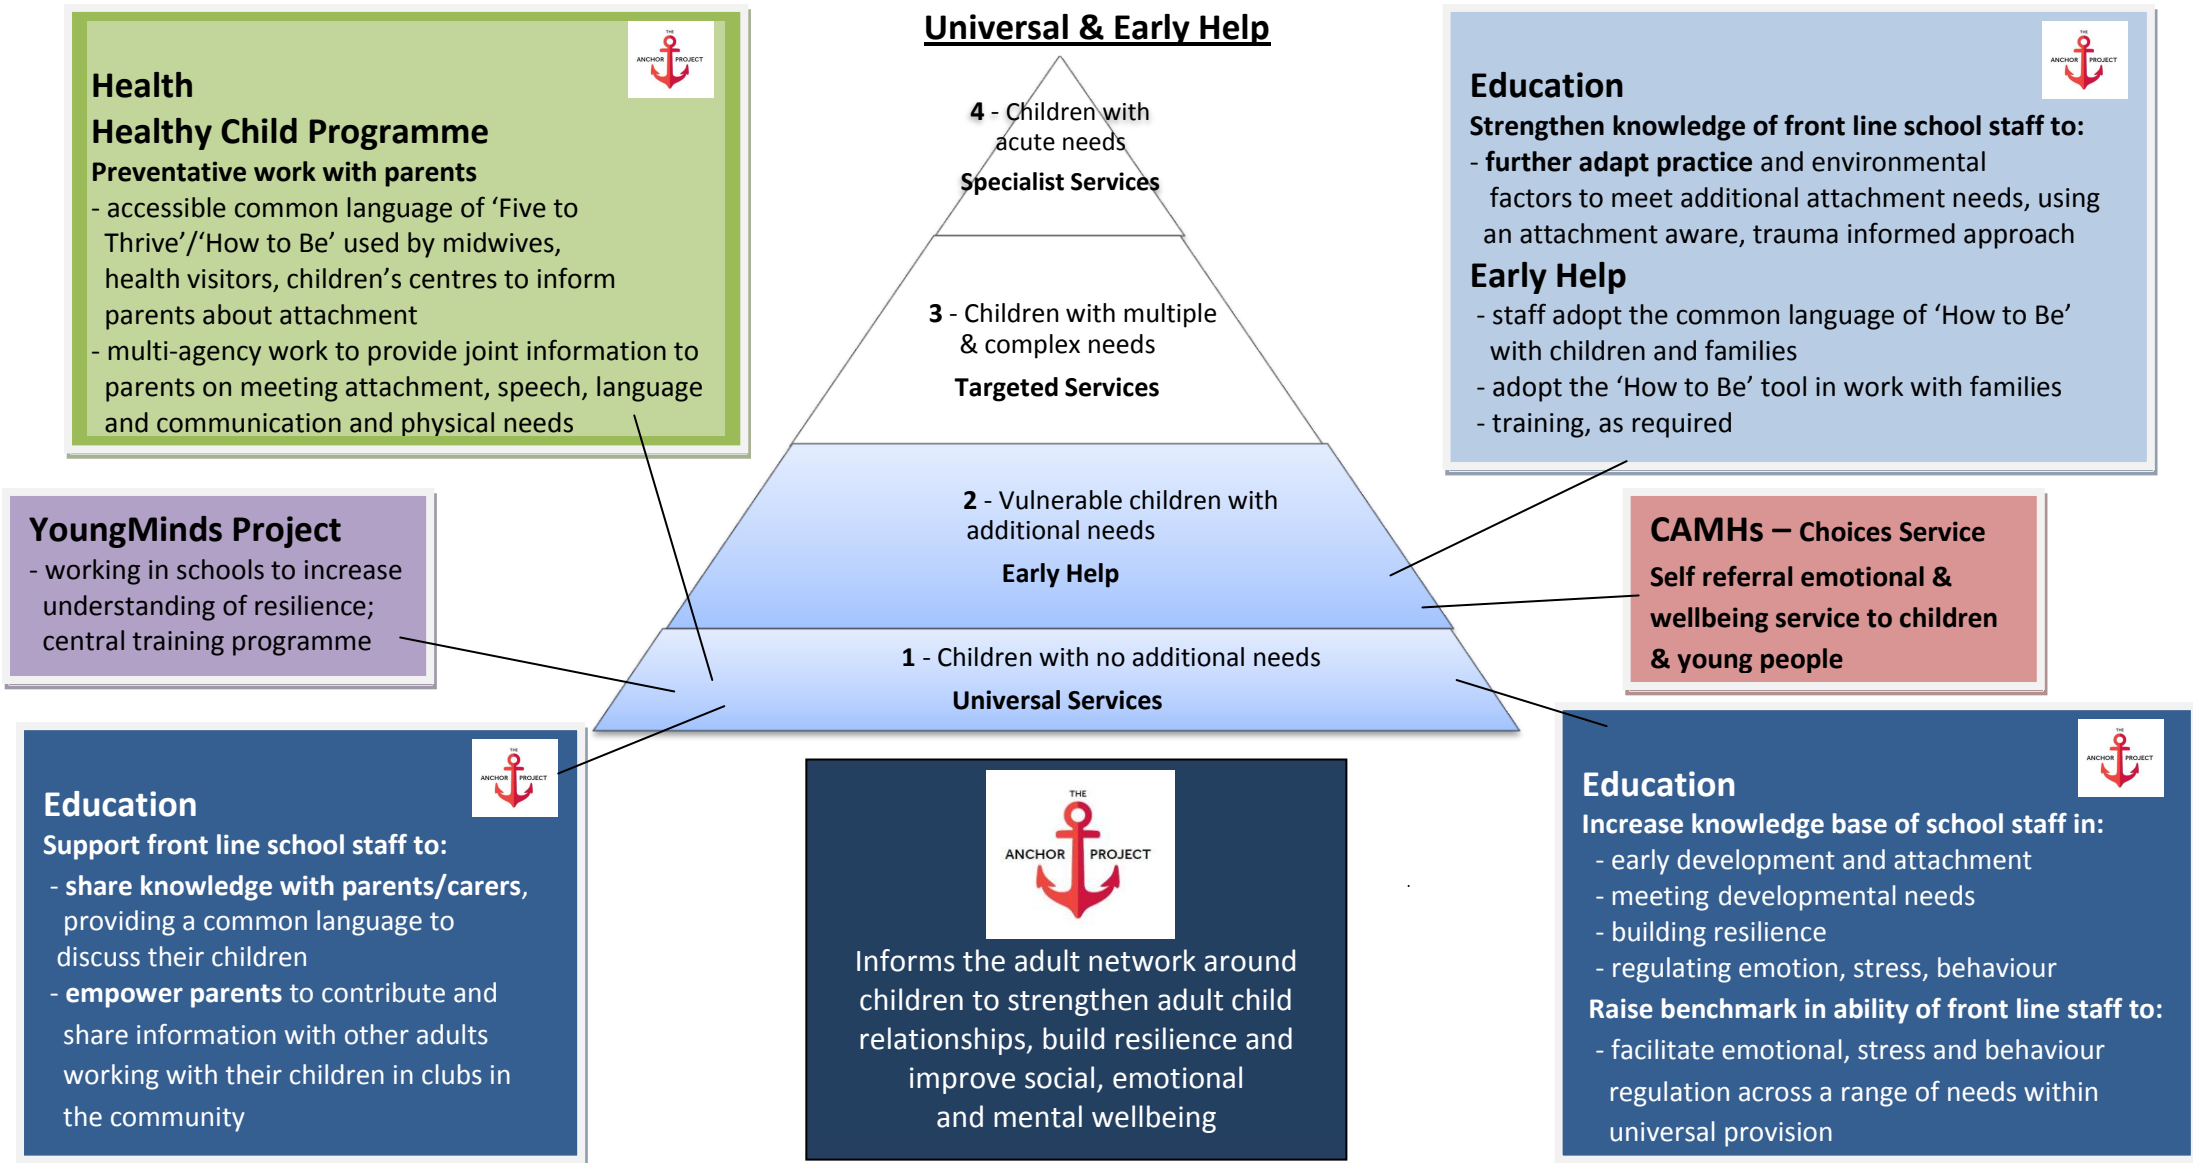 Universal & Early Help
THE
ANCHOR PROJECT
Health
Healthy Child Programme
Preventative work with parents
- accessible common language of ‘Five to
Thrive’/‘How to Be’ used by midwives,
health visitors, children’s centres to inform
parents about attachment
- multi-agency work to provide joint information to
parents on meeting attachment, speech, language
and communication and physical needs
4 - Children with
acute needs
Specialist Services
3 - Children with multiple
& complex needs
Targeted Services
2 - Vulnerable children with
additional needs
Early Help
1 - Children with no additional needs
Universal Services
THE
ANCHOR PROJECT
Education
Strengthen knowledge of front line school staff to:
- further adapt practice and environmental
factors to meet additional attachment needs, using
an attachment aware, trauma informed approach
Early Help
- staff adopt the common language of ‘How to Be’
with children and families
- adopt the ‘How to Be’ tool in work with families
- training, as required
YoungMinds Project
- working in schools to increase
understanding of resilience;
central training programme
CAMHs – Choices Service
Self referral emotional &
wellbeing service to children
& young people
THE
ANCHOR PROJECT
Education
Support front line school staff to:
- share knowledge with parents/carers,
providing a common language to
discuss their children
- empower parents to contribute and
share information with other adults
working with their children in clubs in
the community
THE
ANCHOR PROJECT
Informs the adult network around
children to strengthen adult child
relationships, build resilience and
improve social, emotional
and mental wellbeing
.
THE
ANCHOR PROJECT
Education
Increase knowledge base of school staff in:
- early development and attachment
- meeting developmental needs
- building resilience
- regulating emotion, stress, behaviour
Raise benchmark in ability of front line staff to:
- facilitate emotional, stress and behaviour
regulation across a range of needs within
universal provision